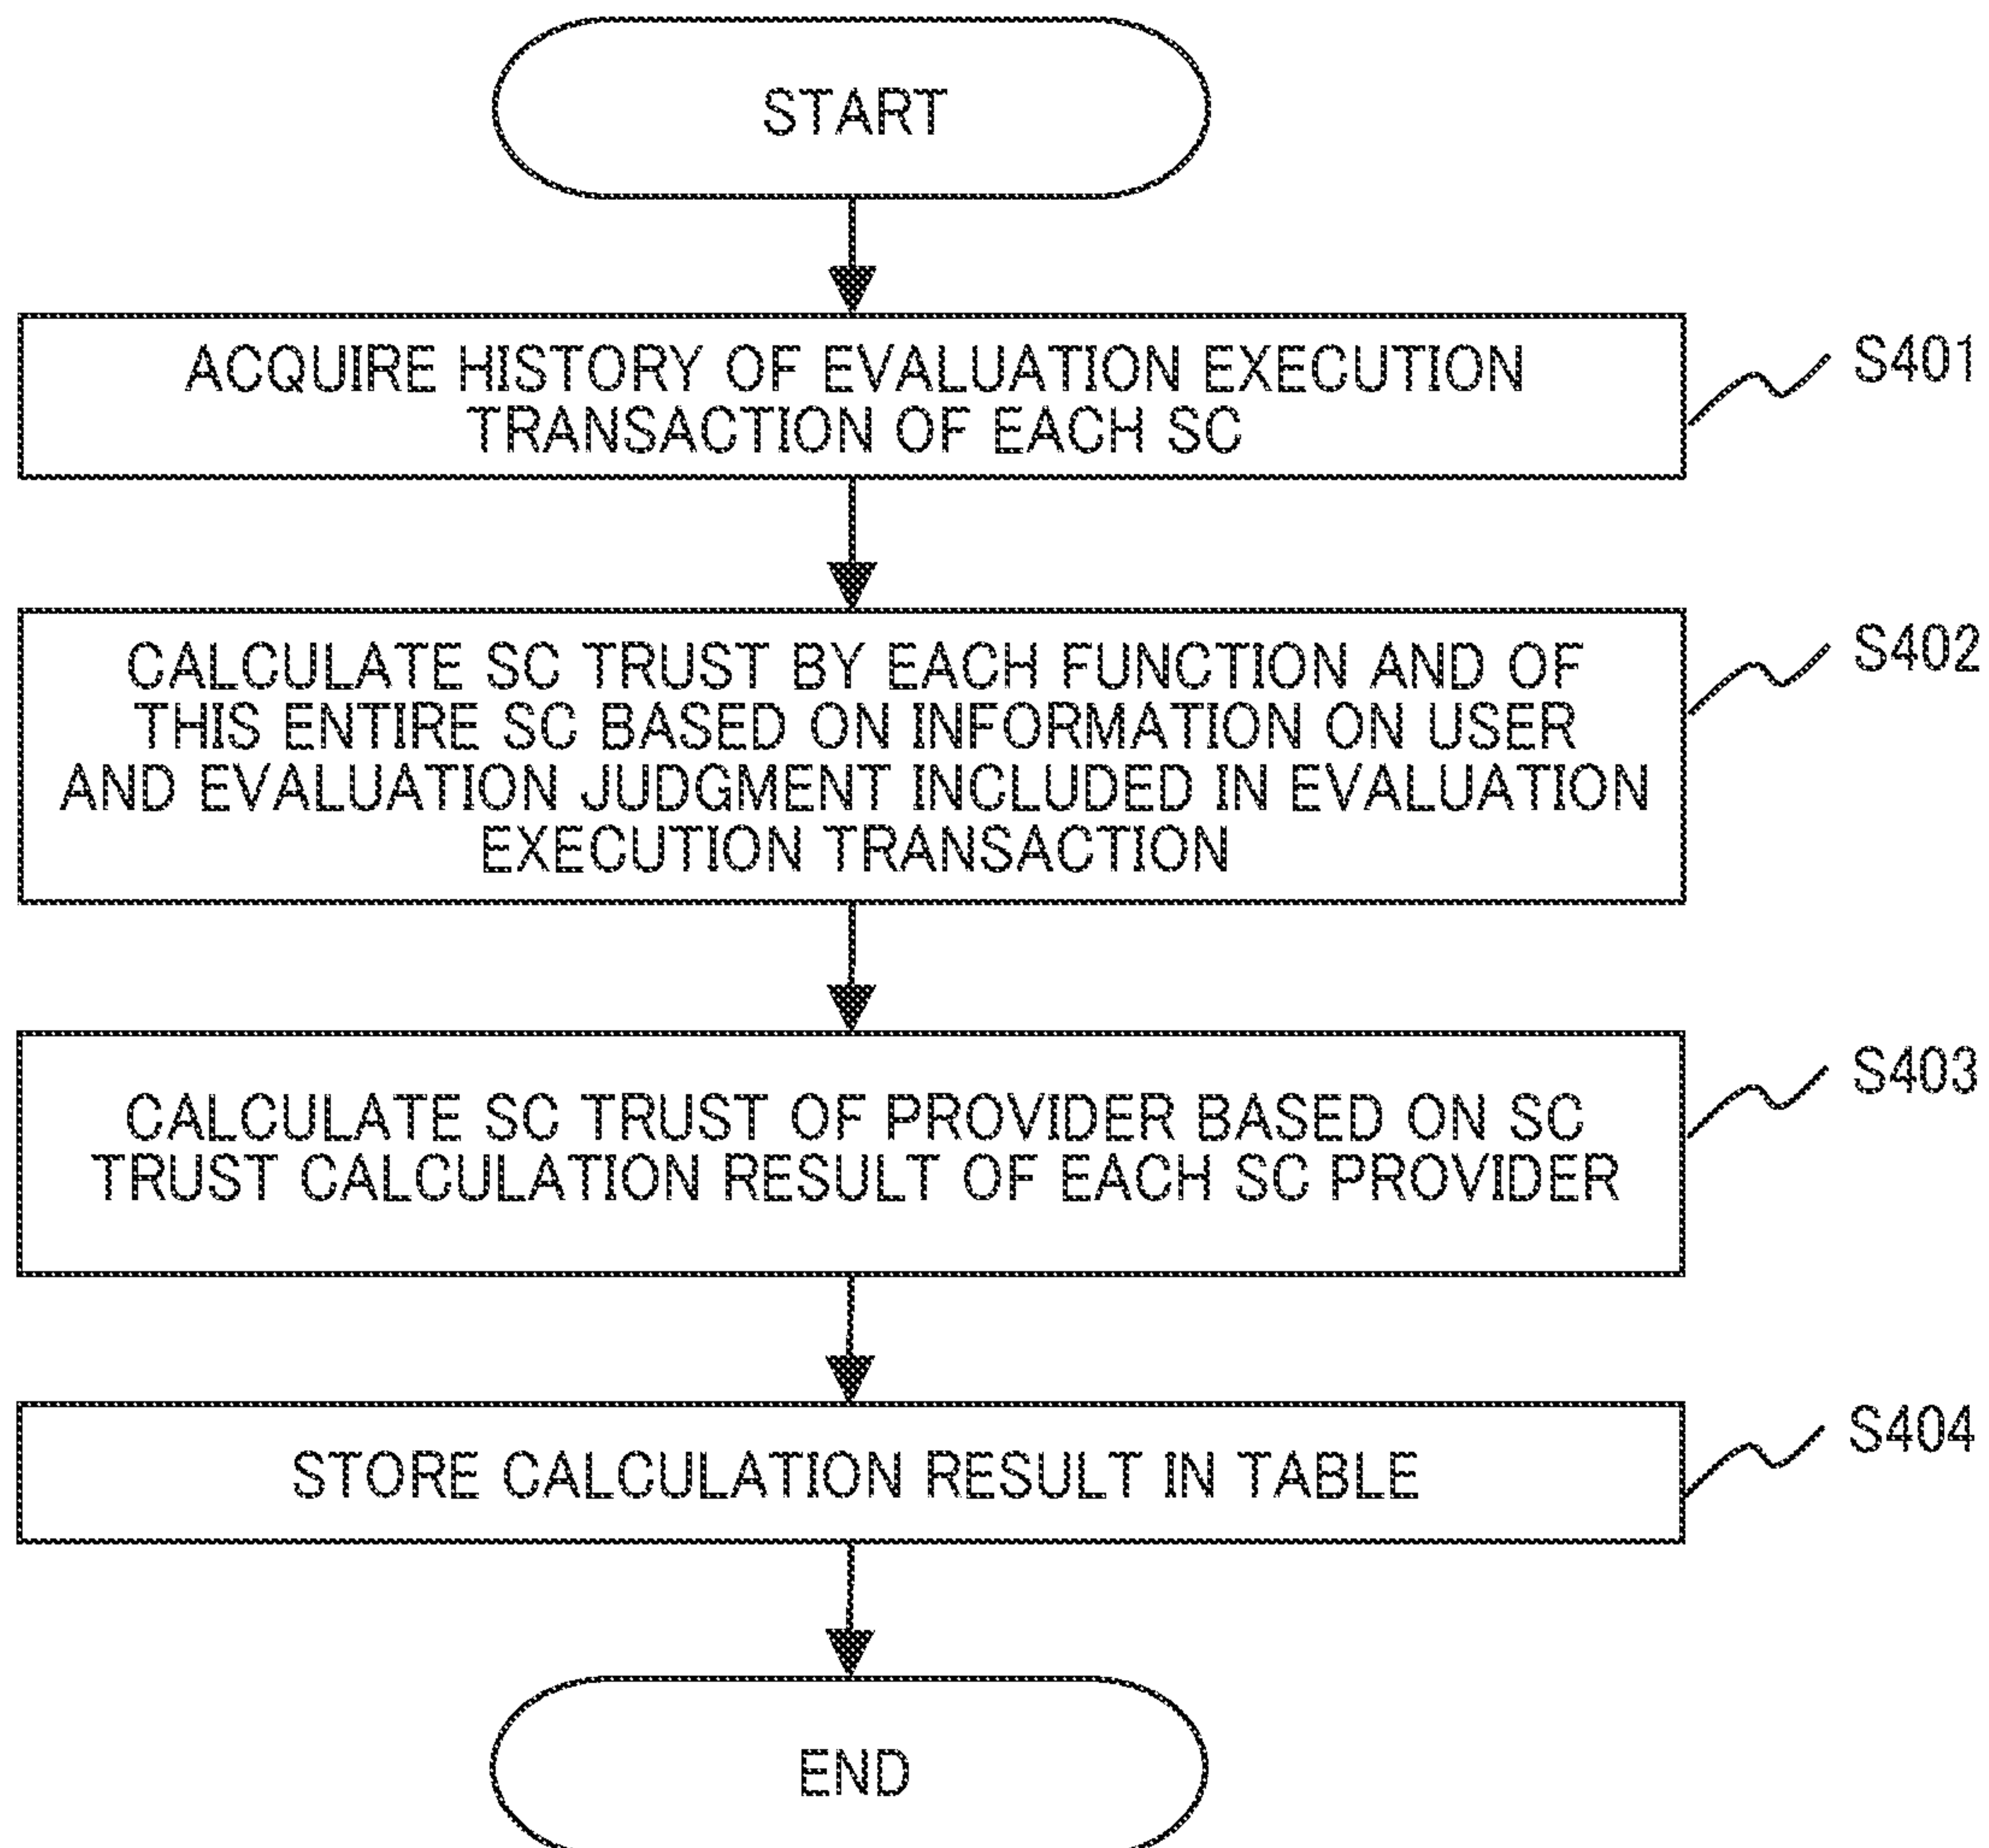 START
ACQUIRE HISTORY OF EVALUATION EXECUTION
TRANSACTION OF EACH SC
S401
CALCULATE SC TRUST BY EACH FUNCTION AND OF
THIS ENTIRE SC BASED ON INFORMATION ON USER
AND EVALUATION JUDGMENT INCLUDED IN EVALUATION
EXECUTION TRANSACTION
S402
CALCULATE SC TRUST OF PROVIDER BASED ON SC
TRUST CALCULATION RESULT OF EACH SC PROVIDER
S403
STORE CALCULATION RESULT IN TABLE
S404
END